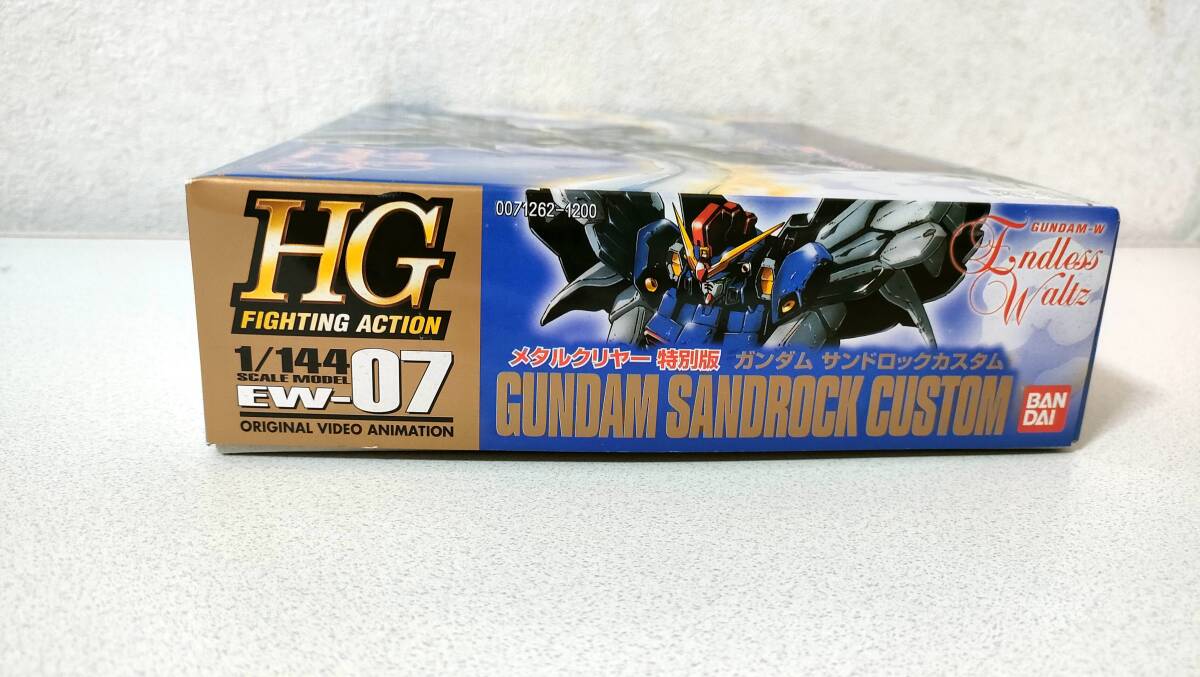 HG
FIGHTING ACTION
1/144
SCALE MODEL
EW-07
ORIGINAL VIDEO ANIMATION
0071262-1200
GUNDAM-W
Endless
Waltz
メタルクリヤー 特別版 ガンダム サンドロックカスタム
GUNDAM SANDROCK CUSTOM
BAN
DAI